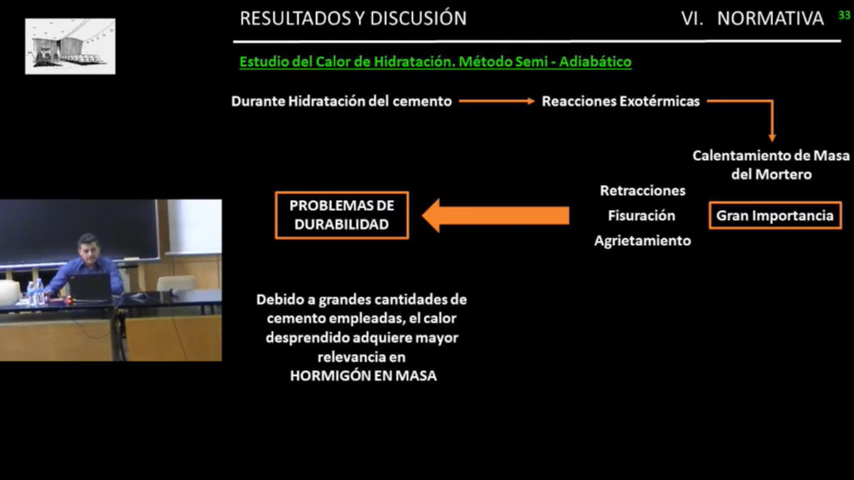 RESULTADOS Y DISCUSIÓN
VI. NORMATIVA
33
Estudio del Calor de Hidratación. Método Semi - Adiabático
Durante Hidratación del cemento
Reacciones Exotérmicas
Calentamiento de Masa
del Mortero
Retracciones
Fisuración
Agrietamiento
Gran Importancia
PROBLEMAS DE
DURABILIDAD
Debido a grandes cantidades de
cemento empleadas, el calor
desprendido adquiere mayor
relevancia en
HORMIGÓN EN MASA